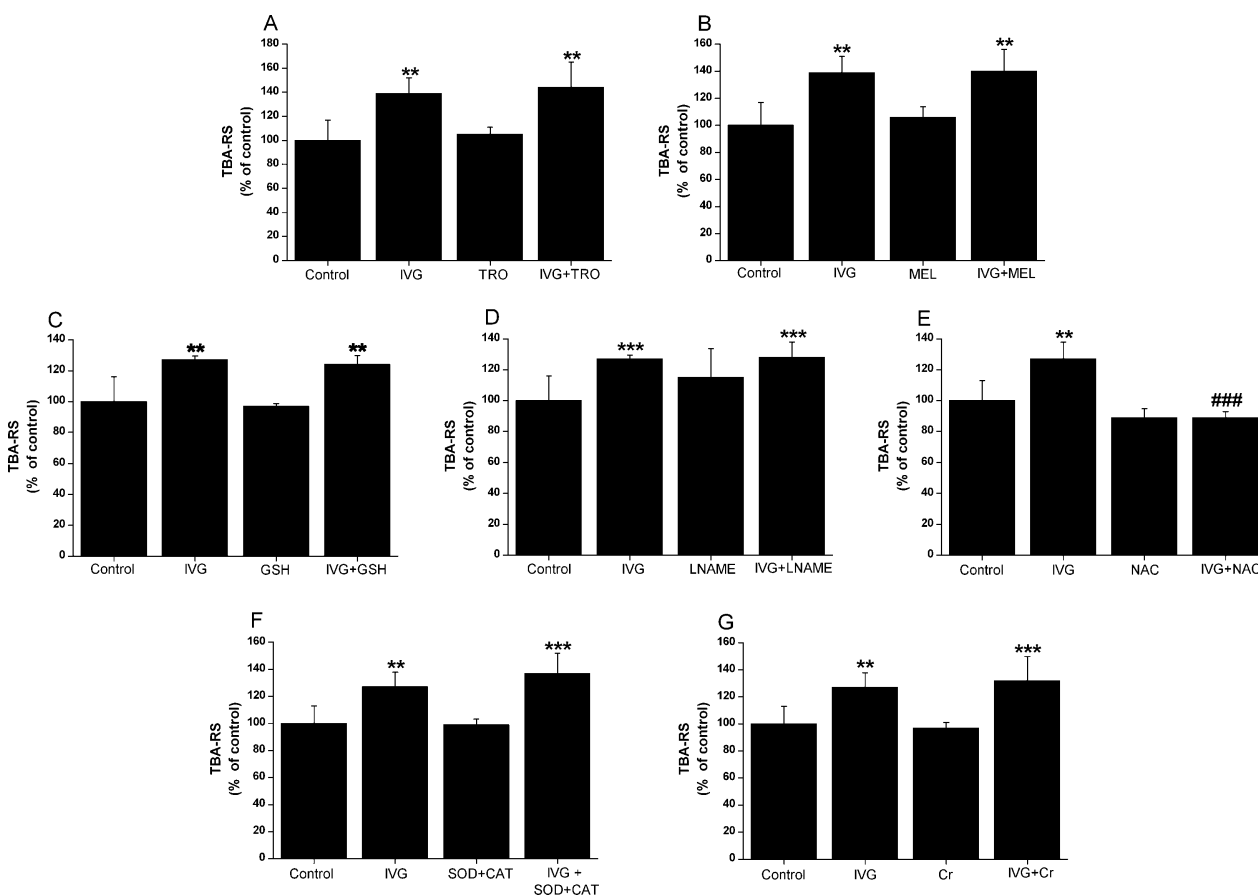 A
TBA-RS
(% of control)
180
160
140
120
100
80
60
40
20
0
**
**
Control IVG TRO IVG+TRO
B
TBA-RS
(% of control)
160
140
120
100
80
60
40
20
0
**
**
Control IVG MEL IVG+MEL
C
TBA-RS
(% of control)
140
120
100
80
60
40
20
0
**
**
Control IVG GSH IVG+GSH
D
TBA-RS
(% of control)
140
120
100
80
60
40
20
0
***
***
Control IVG LNAME IVG+LNAME
E
TBA-RS
(% of control)
140
120
100
80
60
40
20
0
**
###
Control IVG NAC IVG+NAC
F
TBA-RS
(% of control)
160
140
120
100
80
60
40
20
0
**
***
Control IVG SOD+CAT IVG +
SOD+CAT
G
TBA-RS
(% of control)
160
140
120
100
80
60
40
20
0
**
***
Control IVG Cr IVG+Cr